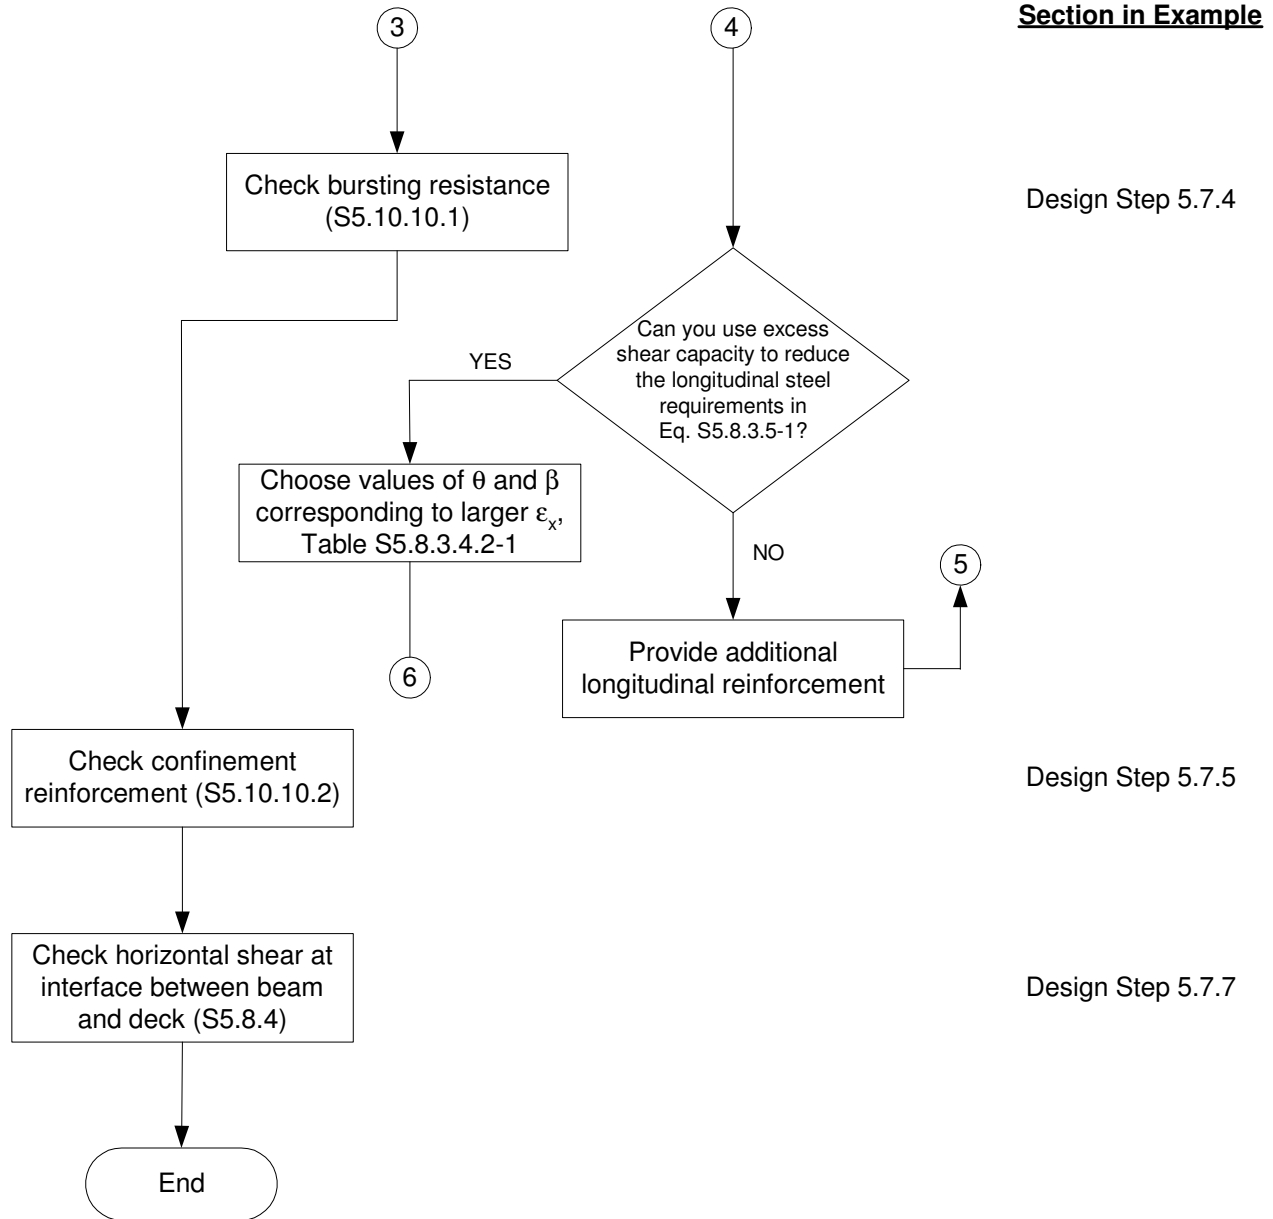 Section in Example
3
4
Check bursting resistance
(S5.10.10.1)
Design Step 5.7.4
Can you use excess
shear capacity to reduce
the longitudinal steel
requirements in
Eq. S5.8.3.5-1?
YES
Choose values of θ and β
corresponding to larger εx,
Table S5.8.3.4.2-1
NO
5
Provide additional
longitudinal reinforcement
6
Check confinement
reinforcement (S5.10.10.2)
Design Step 5.7.5
Check horizontal shear at
interface between beam
and deck (S5.8.4)
Design Step 5.7.7
End